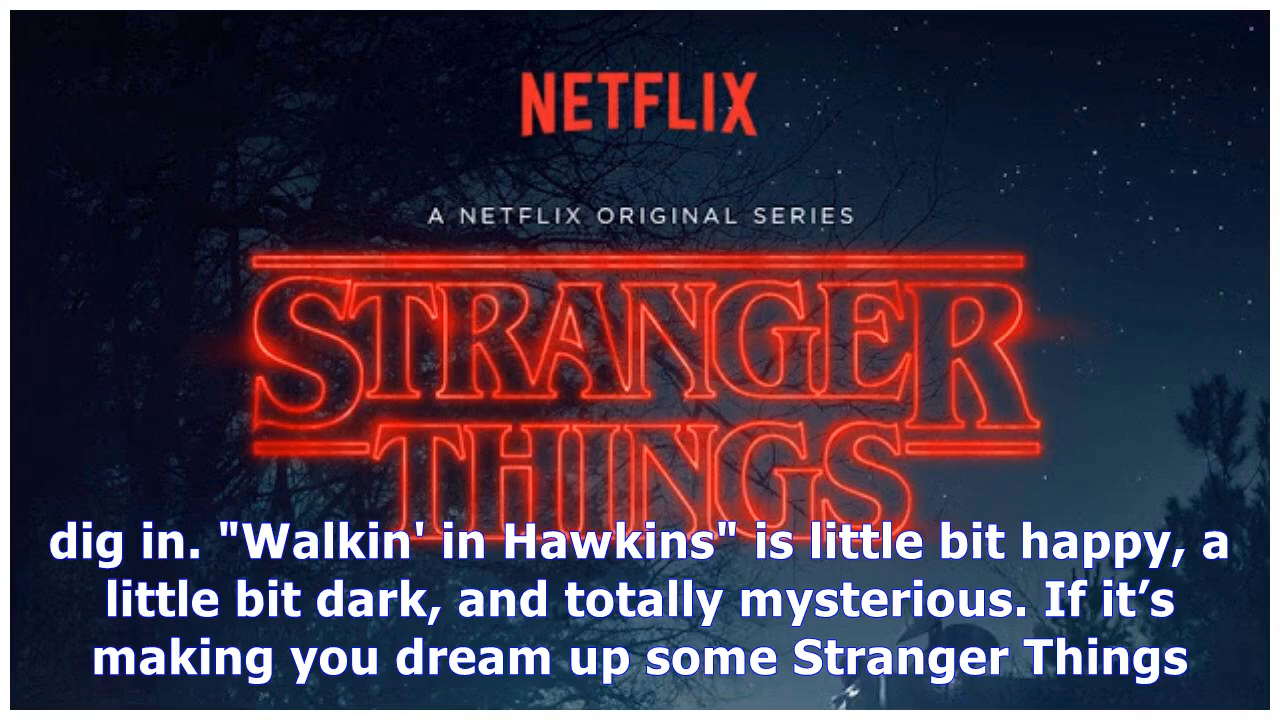 NETFLIX
A NETFLIX ORIGINAL SERIES
STRANGER
THINGS
dig in. "Walkin' in Hawkins" is little bit happy, a
little bit dark, and totally mysterious. If it’s
making you dream up some Stranger Things